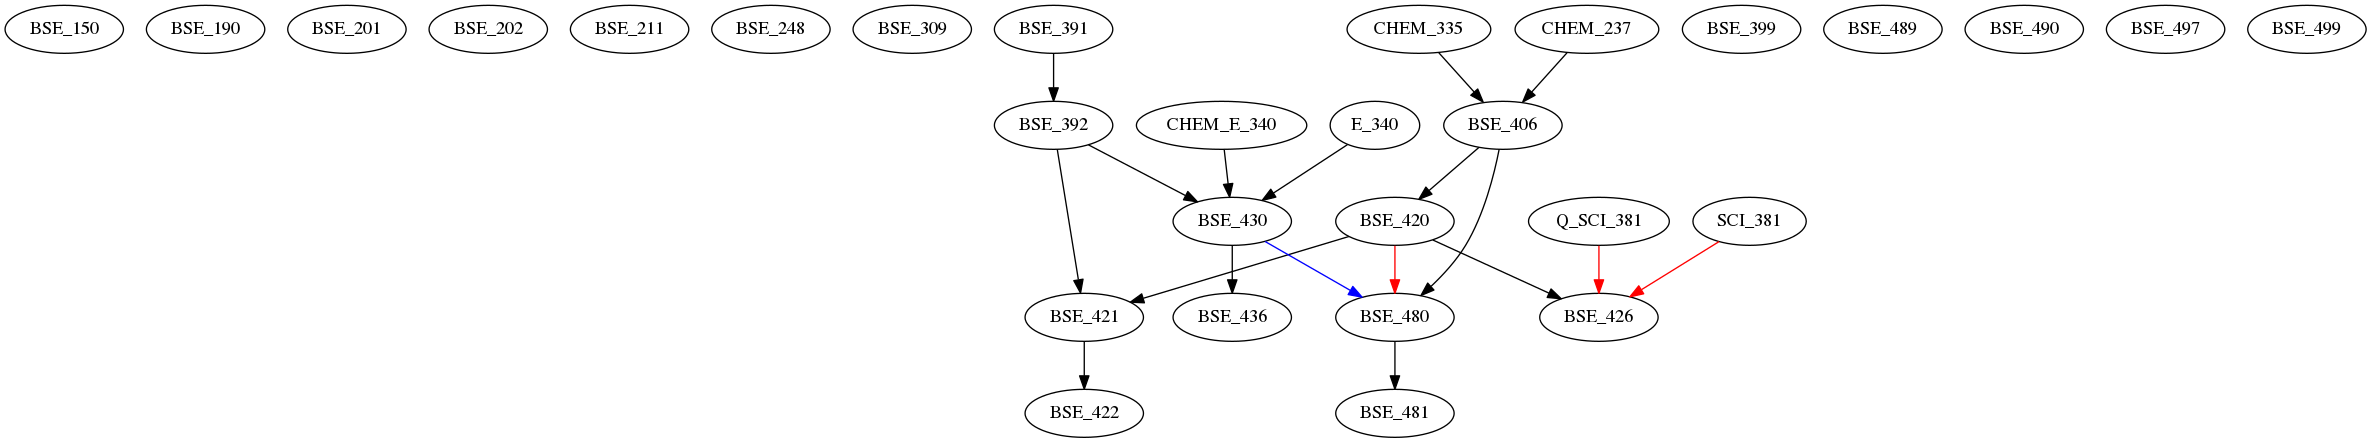 BSE_150 BSE_190 BSE_201 BSE_202 BSE_211 BSE_248 BSE_309 BSE_391 CHEM_335 CHEM_237 BSE_399 BSE_489 BSE_490 BSE_497 BSE_499
BSE_392 CHEM_E_340 E_340 BSE_406
BSE_430 BSE_420 Q_SCI_381 SCI_381
BSE_421 BSE_436 BSE_480 BSE_426
BSE_422 BSE_481